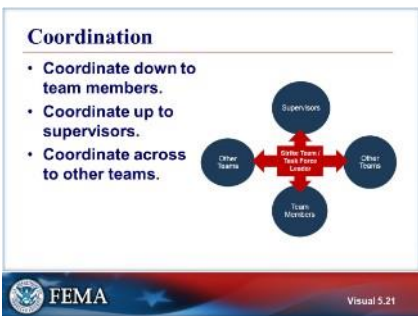 Coordination
• Coordinate down to
team members.
• Coordinate up to
supervisors.
• Coordinate across
to other teams.
Supervisors
Other
Teams
Strike Team /
Task Force
Leader
Other
Teams
Team
Members
FEMA
Visual 5.21